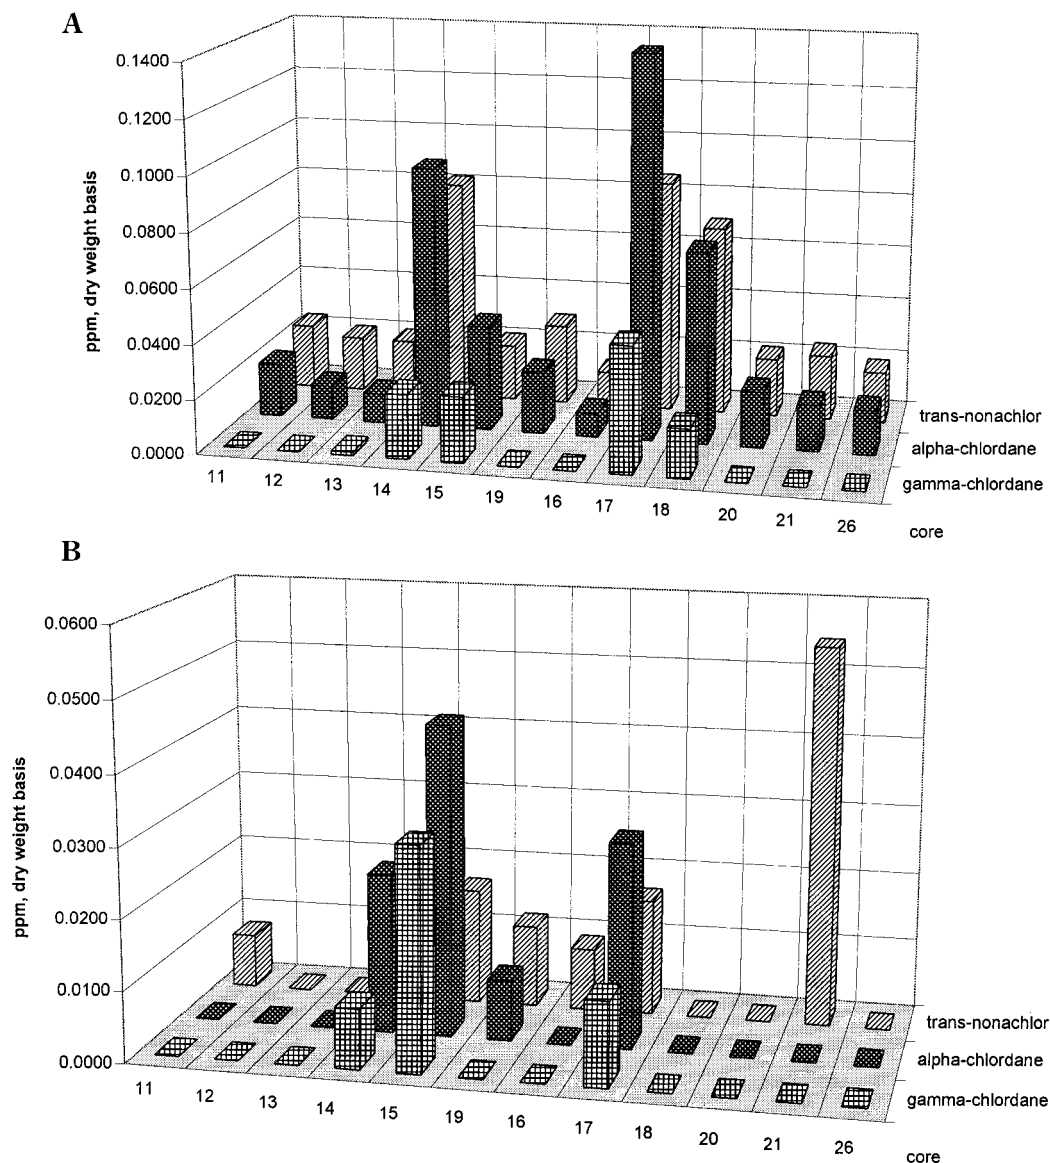 A
0.1400
0.1200
0.1000
0.0800
0.0600
0.0400
0.0200
0.0000
ppm, dry weight basis
11 12 13 14 15 19 16 17 18 20 21 26
trans-nonachlor
alpha-chlordane
gamma-chlordane
core
B
0.0600
0.0500
0.0400
0.0300
0.0200
0.0100
0.0000
ppm, dry weight basis
11 12 13 14 15 19 16 17 18 20 21 26
trans-nonachlor
alpha-chlordane
gamma-chlordane
core